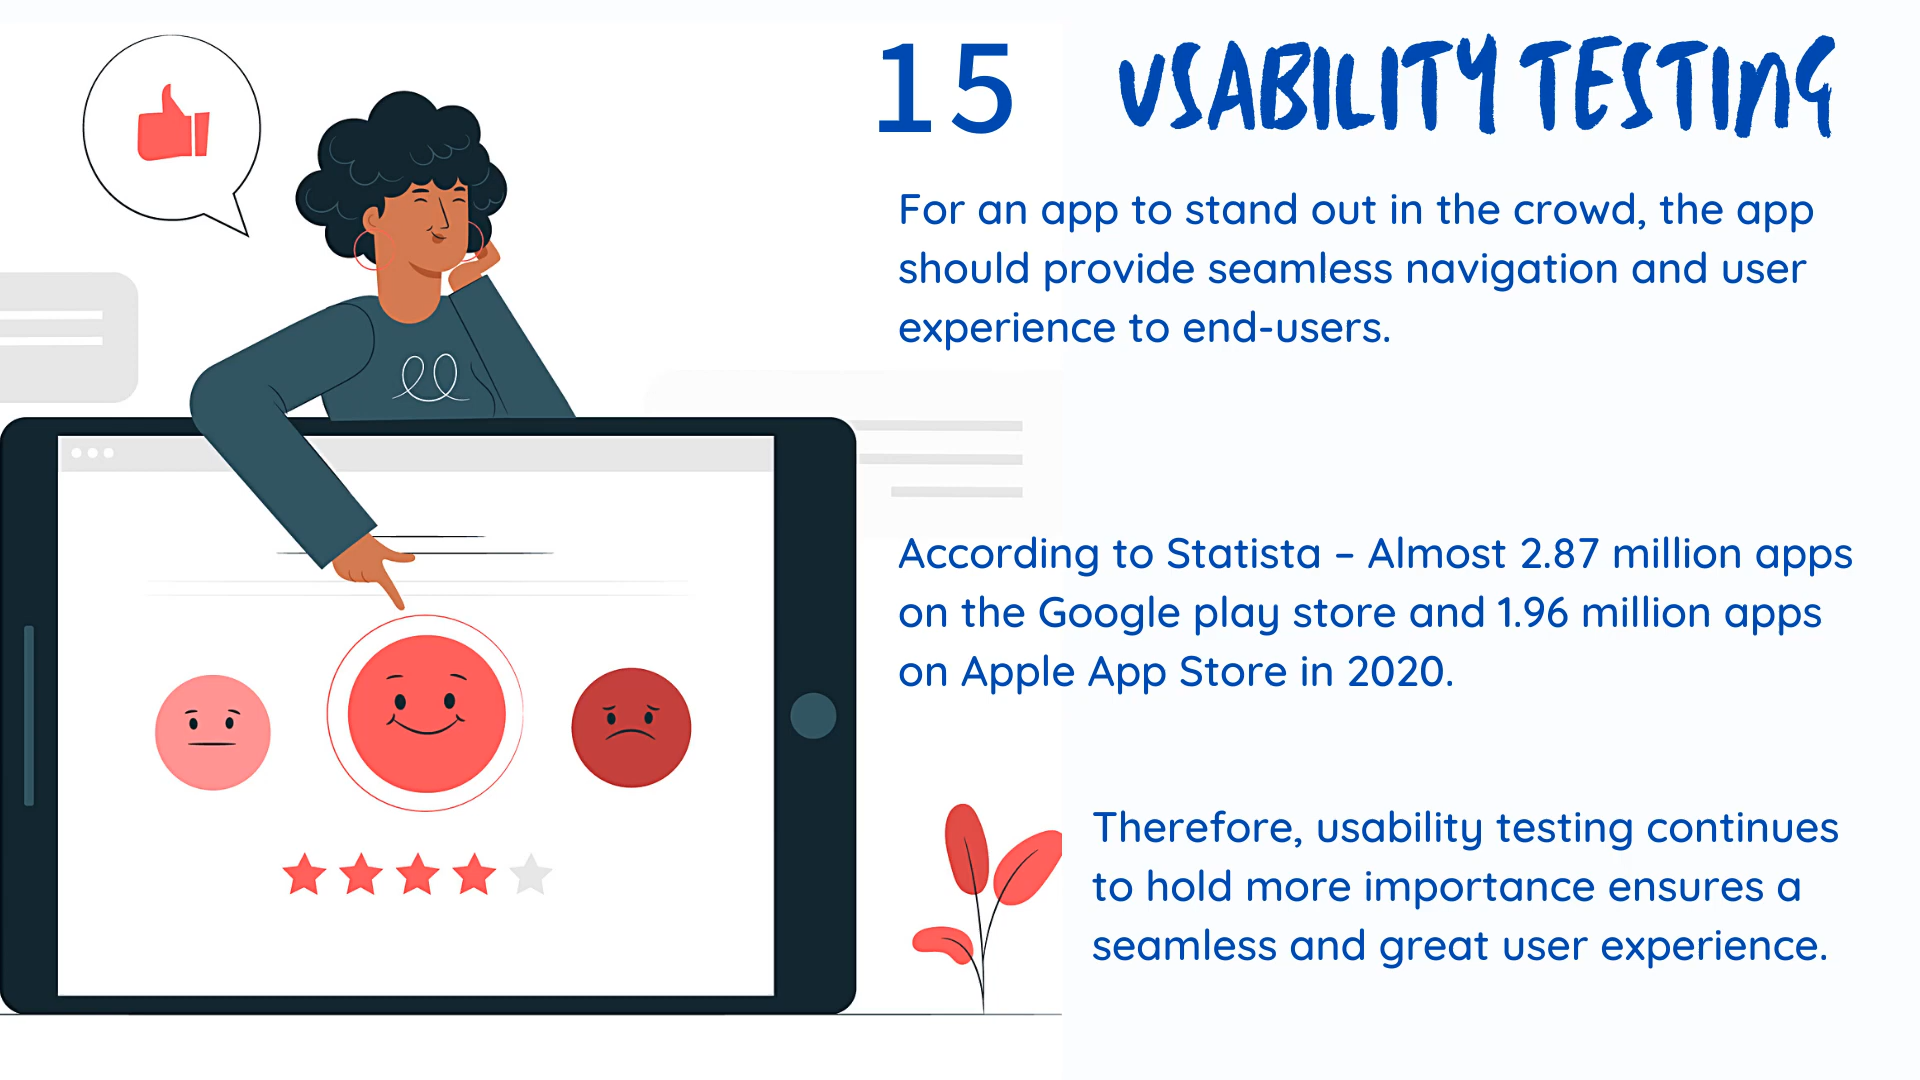 15 USABILITY TESTING
For an app to stand out in the crowd, the app
should provide seamless navigation and user
experience to end-users.
According to Statista – Almost 2.87 million apps
on the Google play store and 1.96 million apps
on Apple App Store in 2020.
Therefore, usability testing continues
to hold more importance ensures a
seamless and great user experience.